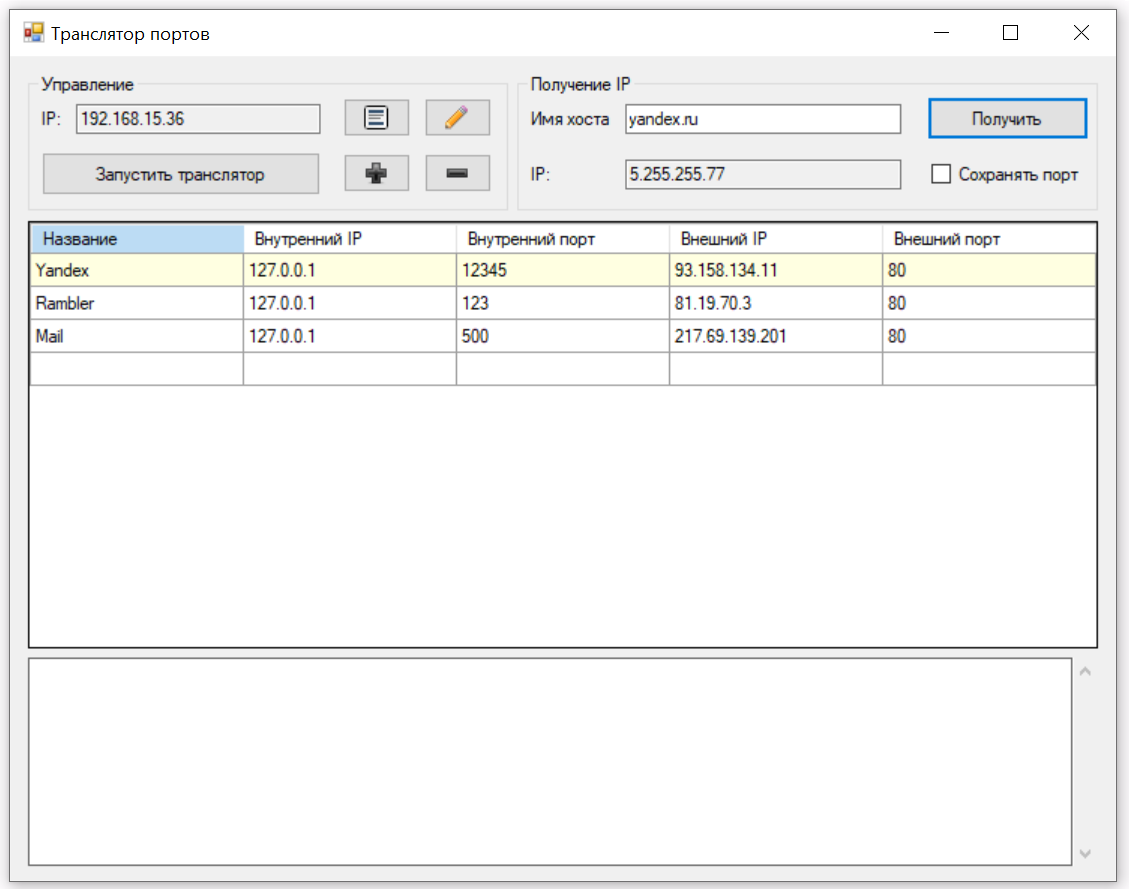 Транслятор портов
Управление
IP: 192.168.15.36
Запустить транслятор
Получение IP
Имя хоста yandex.ru Получить
IP: 5.255.255.77 Сохранять порт
Название Внутренний IP Внутренний порт Внешний IP Внешний порт
Yandex 127.0.0.1 12345 93.158.134.11 80
Rambler 127.0.0.1 123 81.19.70.3 80
Mail 127.0.0.1 500 217.69.139.201 80